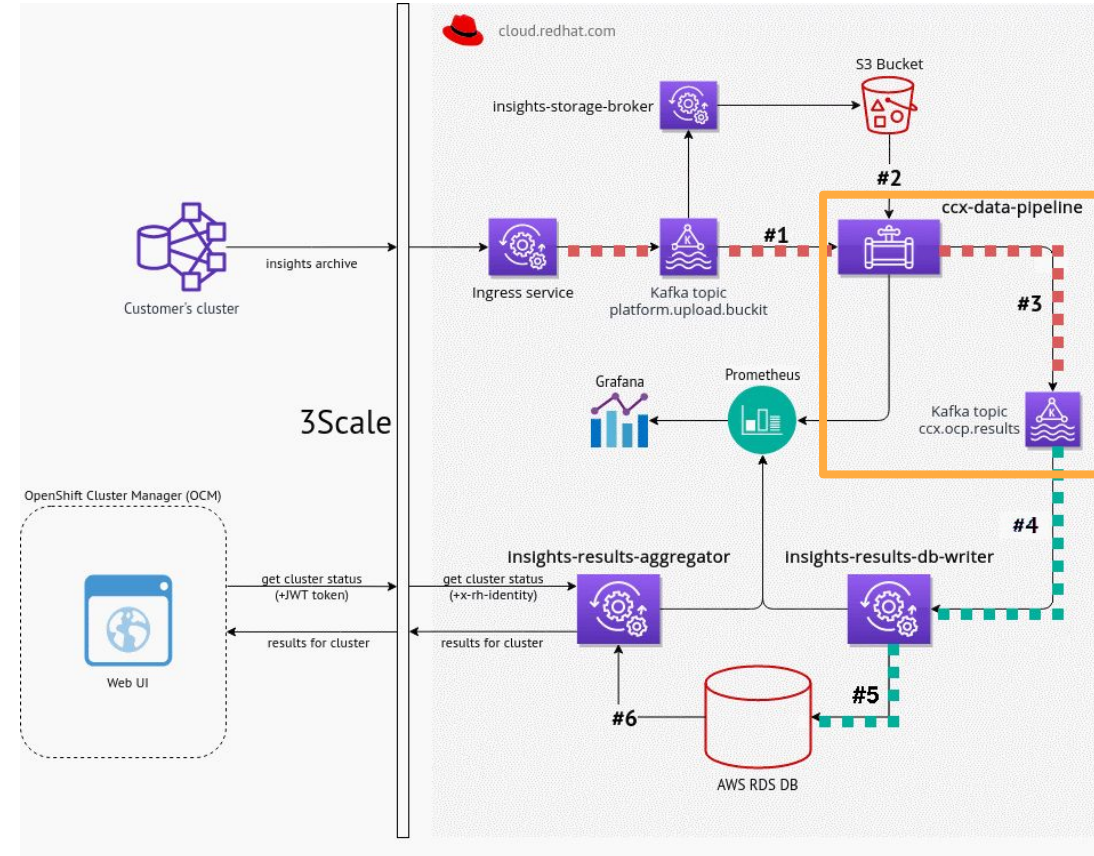 cloud.redhat.com
S3 Bucket
insights-storage-broker
#2
ccx-data-pipeline
#1
insights archive
Customer's cluster
Ingress service
Kafka topic
platform.upload.buckit
#3
Grafana
Prometheus
Kafka topic
ccx.ocp.results
3Scale
OpenShift Cluster Manager (OCM)
#4
insights-results-aggregator
insights-results-db-writer
get cluster status
(+JWT token)
get cluster status
(+x-rh-identity)
results for cluster
results for cluster
Web UI
#5
#6
AWS RDS DB